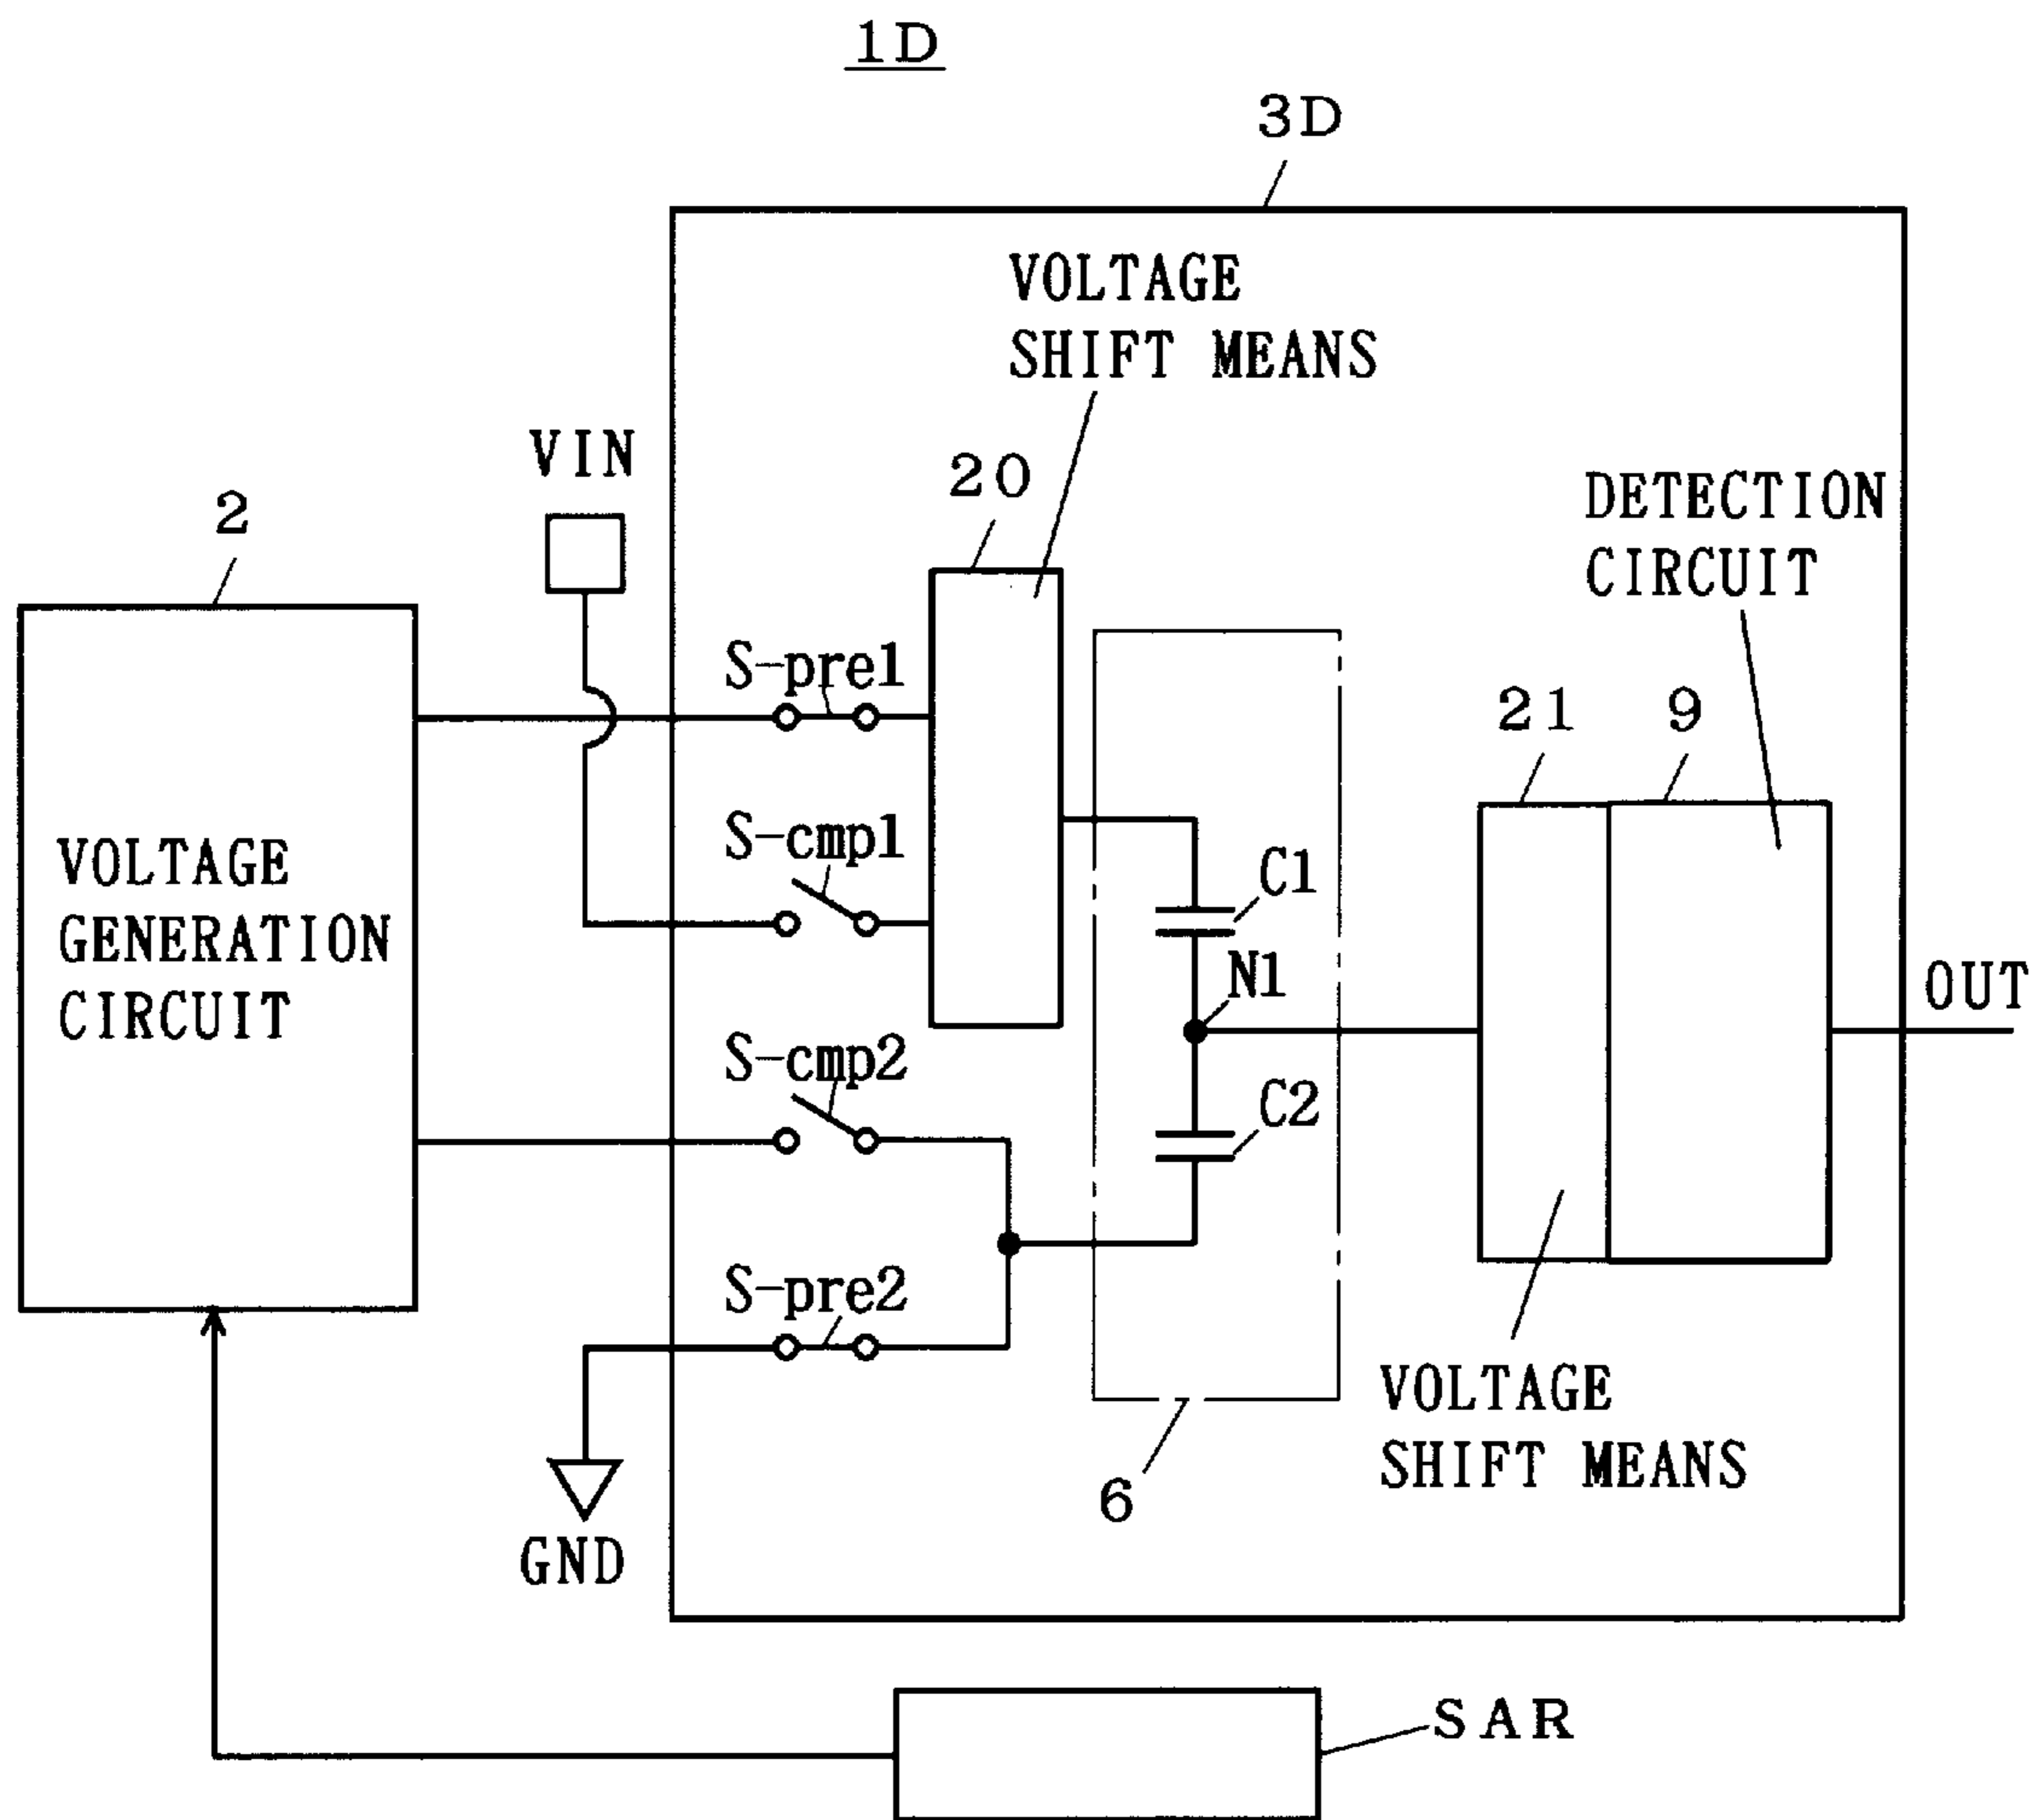 1D
3D
VOLTAGE
SHIFT MEANS
VIN
20
2
DETECTION
CIRCUIT
S-pre1
21
9
S-cmp1
C1
VOLTAGE
GENERATION
CIRCUIT
N1
OUT
S-cmp2
C2
S-pre2
VOLTAGE
SHIFT MEANS
6
GND
SAR